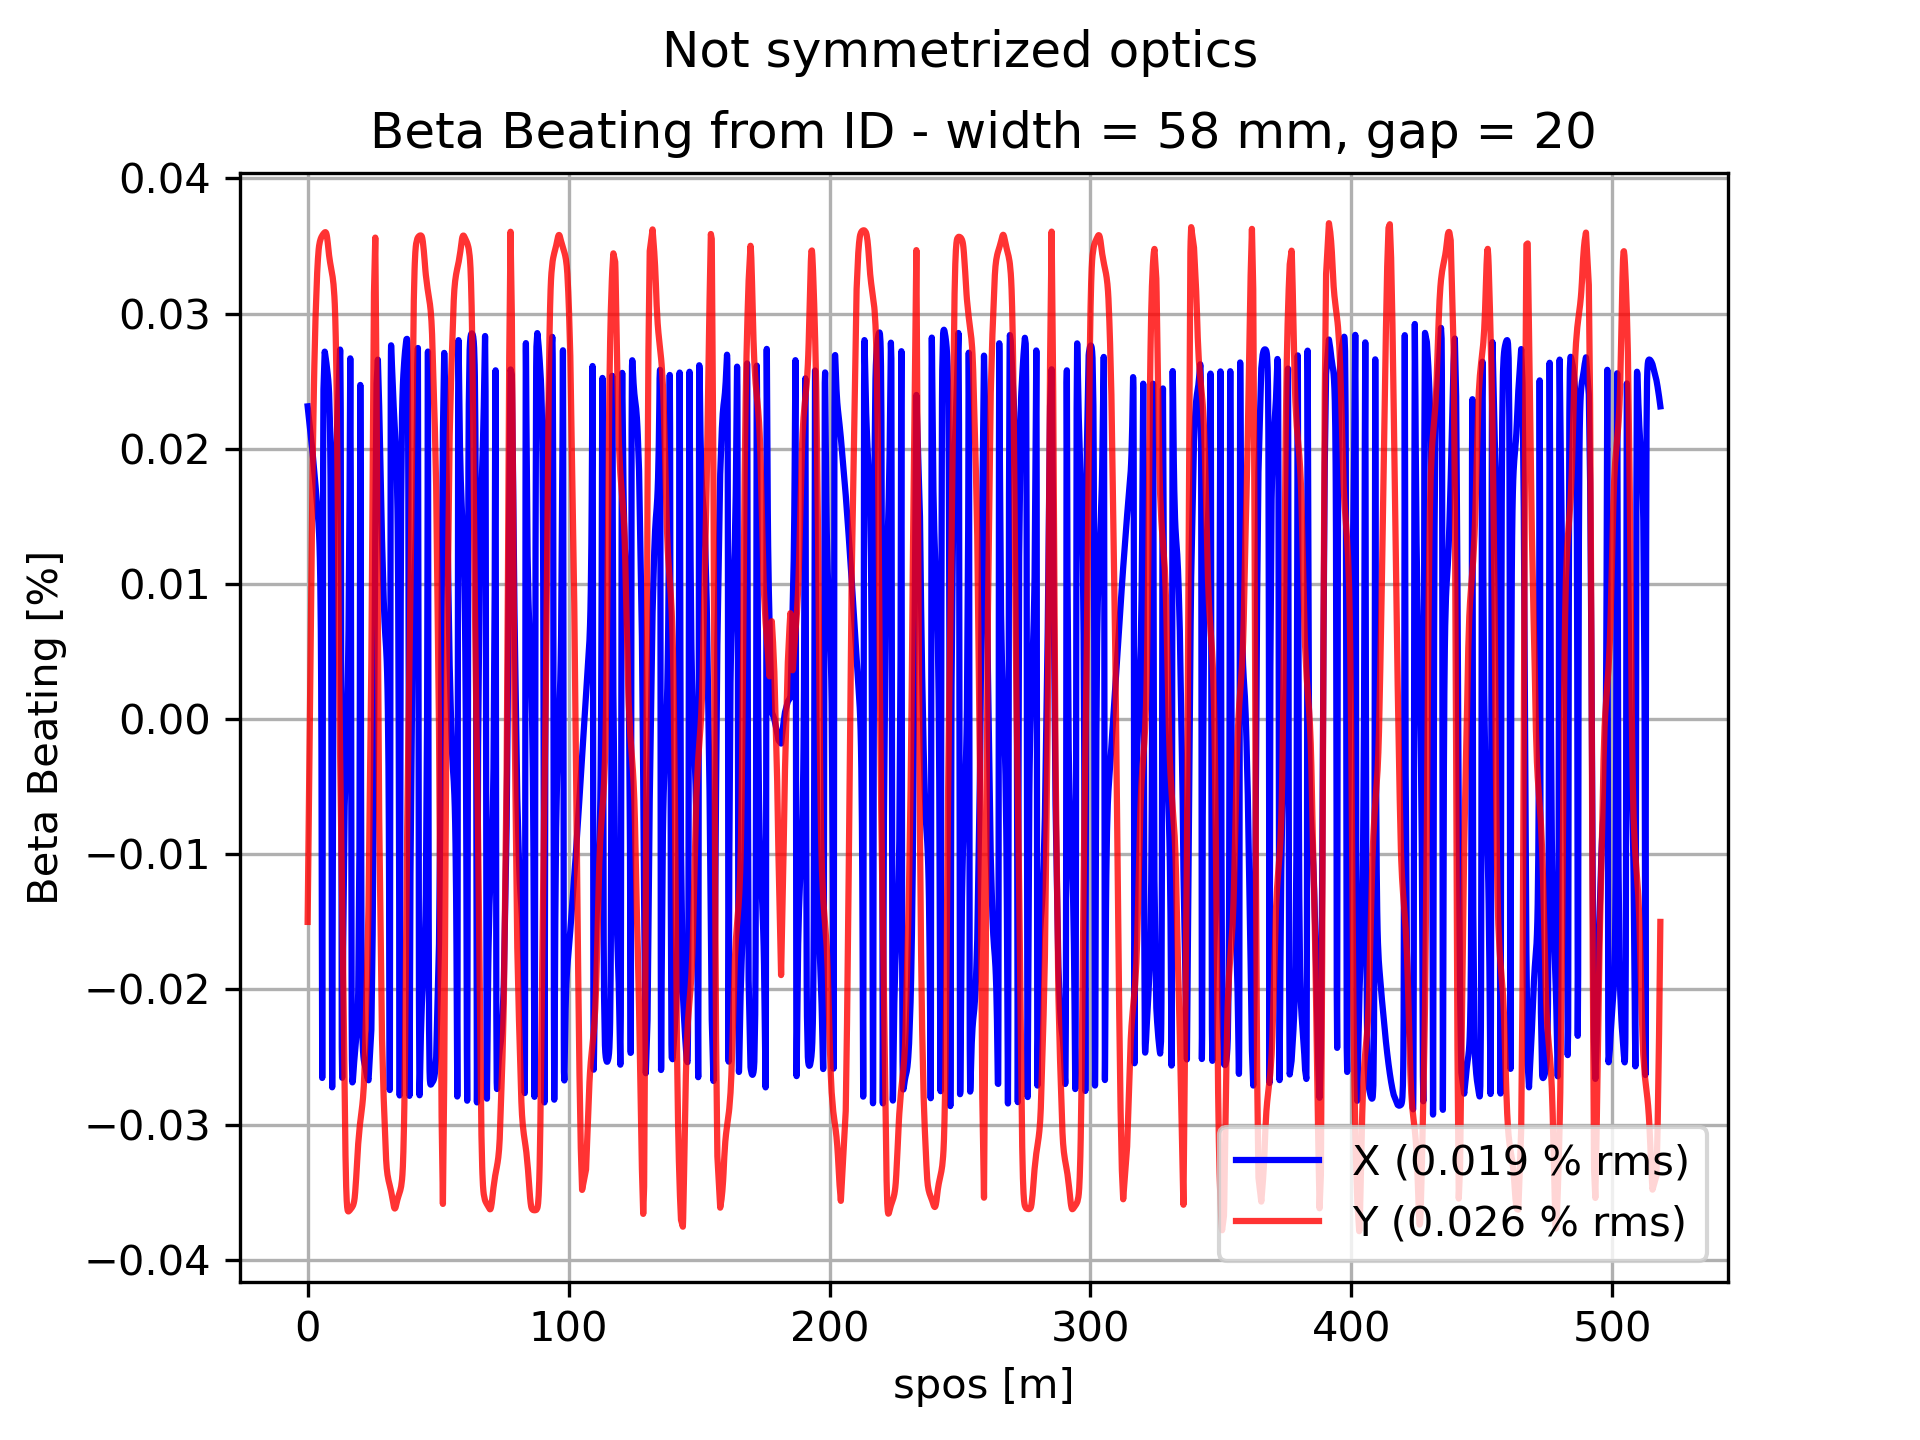 Not symmetrized optics
Beta Beating from ID - width = 58 mm, gap = 20
0.04
0.03
0.02
0.01
0.00
−0.01
−0.02
−0.03
−0.04
Beta Beating [%]
X (0.019 % rms)
Y (0.026 % rms)
0 100 200 300 400 500
spos [m]